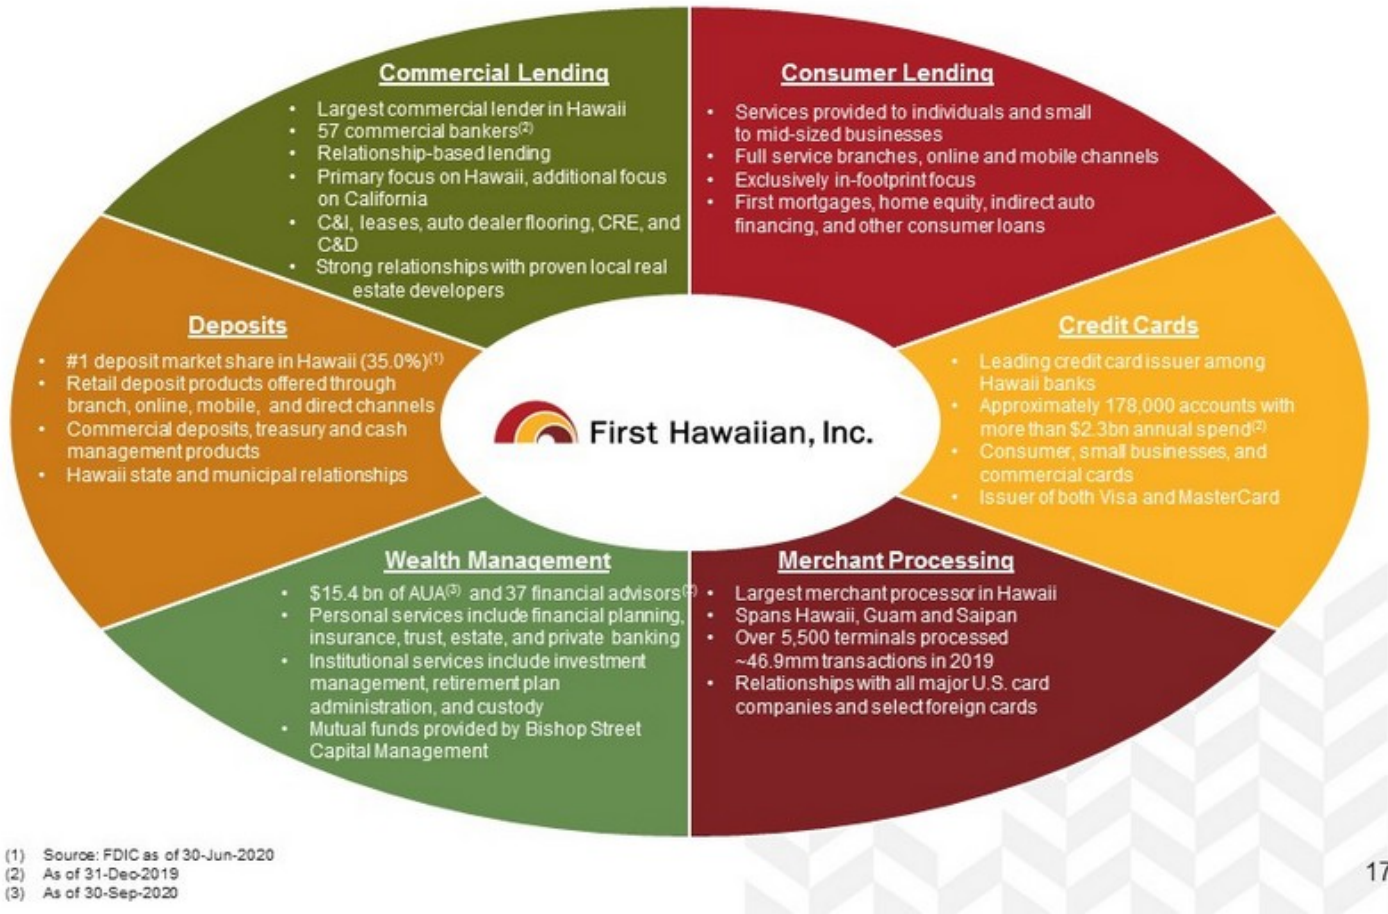 Commercial Lending
• Largest commercial lender in Hawaii
• 57 commercial bankers(2)
• Relationship-based lending
• Primary focus on Hawaii, additional focus
on California
• C&I, leases, auto dealer flooring, CRE, and
C&D
• Strong relationships with proven local real
estate developers
Consumer Lending
• Services provided to individuals and small
to mid-sized businesses
• Full service branches, online and mobile channels
• Exclusively in-footprint focus
• First mortgages, home equity, indirect auto
financing, and other consumer loans
Deposits
• #1 deposit market share in Hawaii (35.0%)(1)
• Retail deposit products offered through
branch, online, mobile, and direct channels
• Commercial deposits, treasury and cash
management products
• Hawaii state and municipal relationships
First Hawaiian, Inc.
Credit Cards
• Leading credit card issuer among
Hawaii banks
• Approximately 178,000 accounts with
more than $2.3bn annual spend(2)
• Consumer, small businesses, and
commercial cards
• Issuer of both Visa and MasterCard
Wealth Management
• $15.4 bn of AUA(3) and 37 financial advisors(2)
• Personal services include financial planning,
insurance, trust, estate, and private banking
• Institutional services include investment
management, retirement plan
administration, and custody
• Mutual funds provided by Bishop Street
Capital Management
Merchant Processing
• Largest merchant processor in Hawaii
• Spans Hawaii, Guam and Saipan
• Over 5,500 terminals processed
~46.9mm transactions in 2019
• Relationships with all major U.S. card
companies and select foreign cards
(1) Source: FDIC as of 30-Jun-2020
(2) As of 31-Dec-2019
(3) As of 30-Sep-2020
17